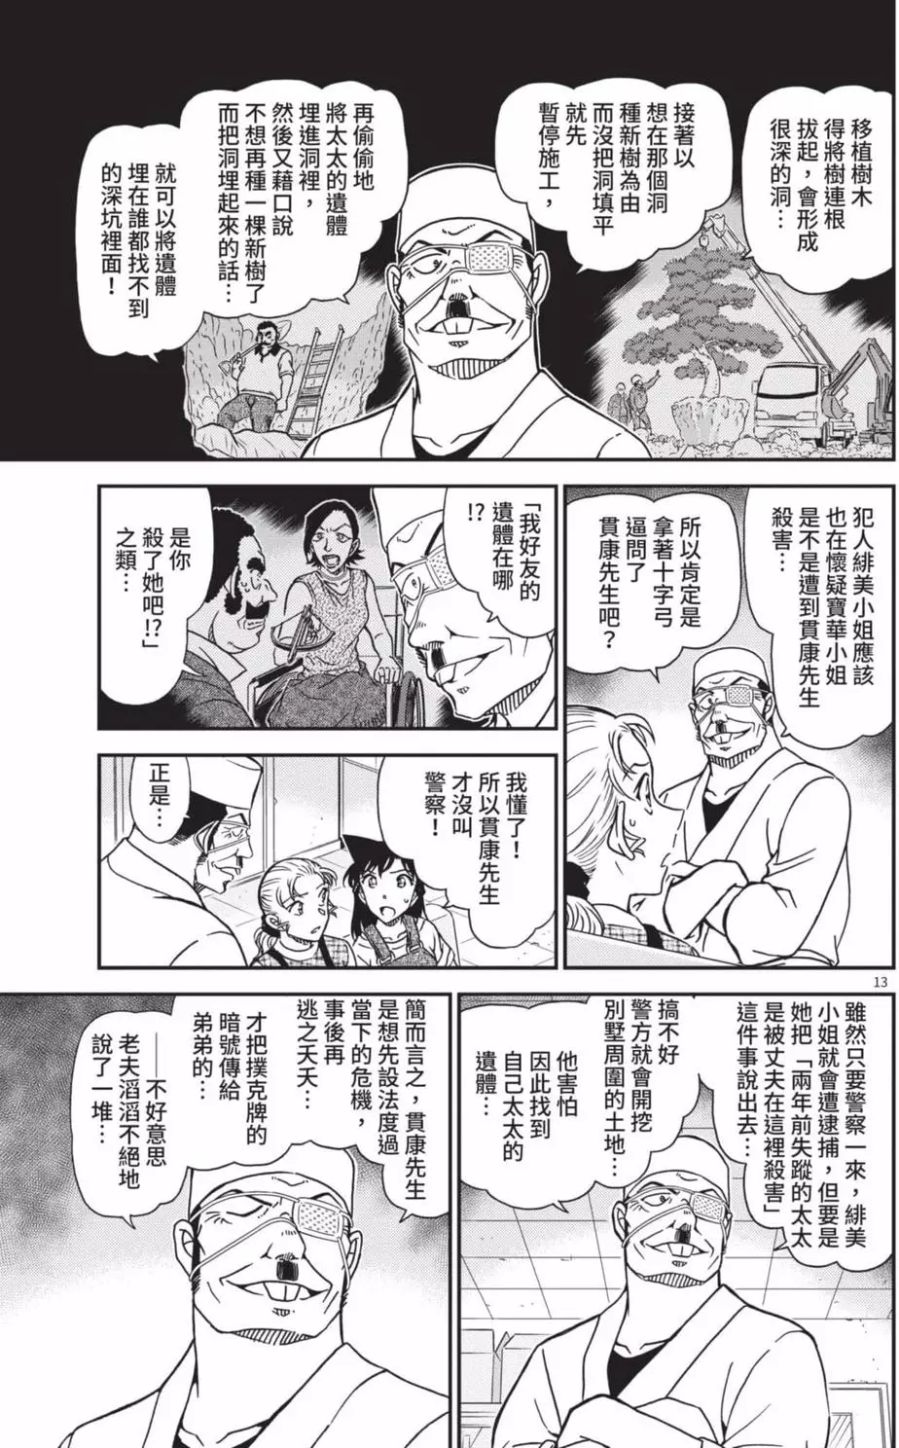 移植樹木
得將樹連根
拔起，會形成
很深的洞…
接著以
想在那個洞
種新樹為由
而沒把洞填平
就先
暫停施工，
再偷偷地
將太太的遺體
埋進洞裡，
然後又藉口說
不想再種一棵新樹了
而把洞埋起來的話…
就可以將遺體
埋在誰都找不到
的深坑裡面！
犯人緋美小姐應該
也在懷疑寶華小姐
是不是遭到貫康先生
殺害…
所以肯定是
拿著十字弓
逼問了
貫康先生吧？
「我好友的
遺體在哪
!?
是你
殺了她吧!?」
之類…
我懂了！
所以貫康先生
才沒叫
警察！
正是…
13
雖然只要警察一來，緋美
小姐就會遭逮捕，但要是
她把「兩年前失蹤的太太
是被丈夫在這裡殺害」
這件事說出去…
搞不好
警方就會開挖
別墅周圍的土地…
他害怕
因此找到
自己太太的
遺體…
簡而言之，貫康先生
是想先設法度過
當下的危機，
事後再
逃之夭夭…
才把撲克牌的
暗號傳給
弟弟的…
——不好意思
老夫滔滔不絕地
說了一堆…